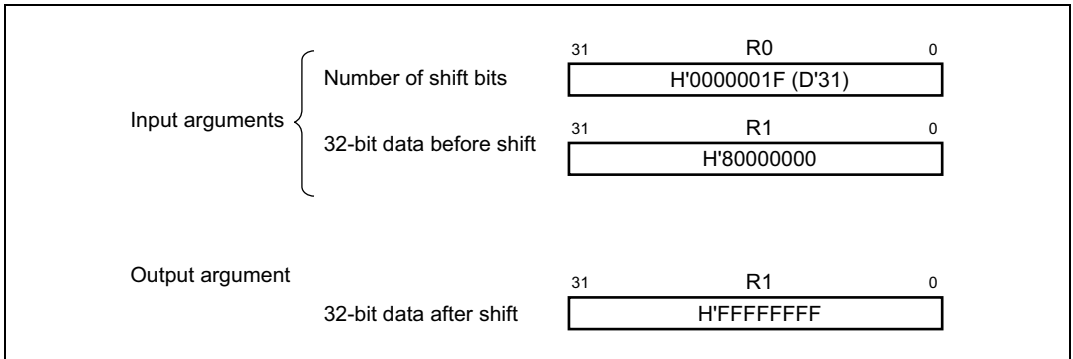 31 R0 0
Number of shift bits H'0000001F (D'31)
Input arguments
31 R1 0
32-bit data before shift
H'80000000
Output argument
31 R1 0
32-bit data after shift H'FFFFFFFF